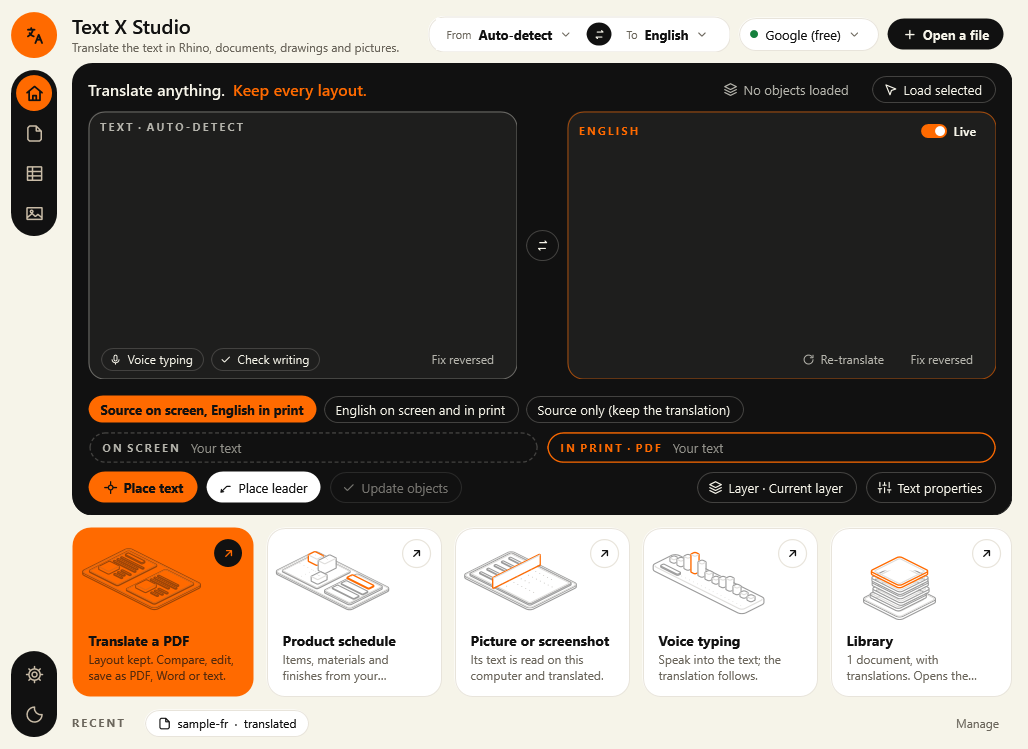 Text X Studio
Translate the text in Rhino, documents, drawings and pictures.
From Auto-detect To English
Google (free)
+ Open a file
Translate anything. Keep every layout.
No objects loaded
Load selected
TEXT · AUTO-DETECT
ENGLISH
Live
Voice typing
Check writing
Fix reversed
Re-translate
Fix reversed
Source on screen, English in print
English on screen and in print
Source only (keep the translation)
ON SCREEN Your text
IN PRINT · PDF Your text
Place text
Place leader
Update objects
Layer · Current layer
Text properties
Translate a PDF
Layout kept. Compare, edit,
save as PDF, Word or text.
Product schedule
Items, materials and
finishes from your...
Picture or screenshot
Its text is read on this
computer and translated.
Voice typing
Speak into the text; the
translation follows.
Library
1 document, with
translations. Opens the...
RECENT
sample-fr · translated
Manage